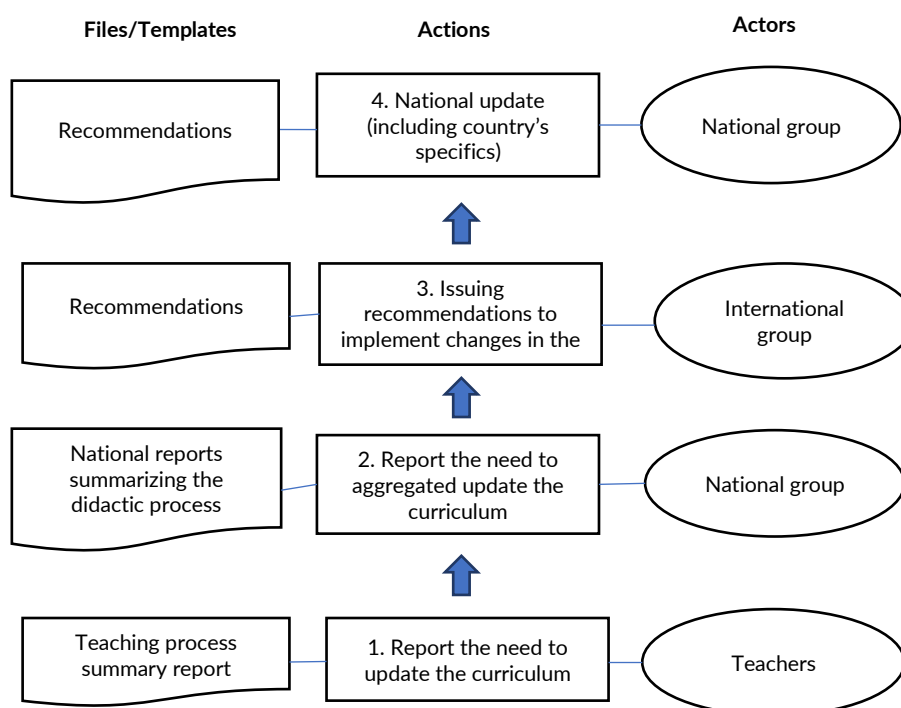 Files/Templates
Actions
Actors
Recommendations
4. National update
(including country’s
specifics)
National group
Recommendations
3. Issuing
recommendations to
implement changes in the
International
group
National reports
summarizing the
didactic process
2. Report the need to
aggregated update the
curriculum
National group
Teaching process
summary report
1. Report the need to
update the curriculum
Teachers